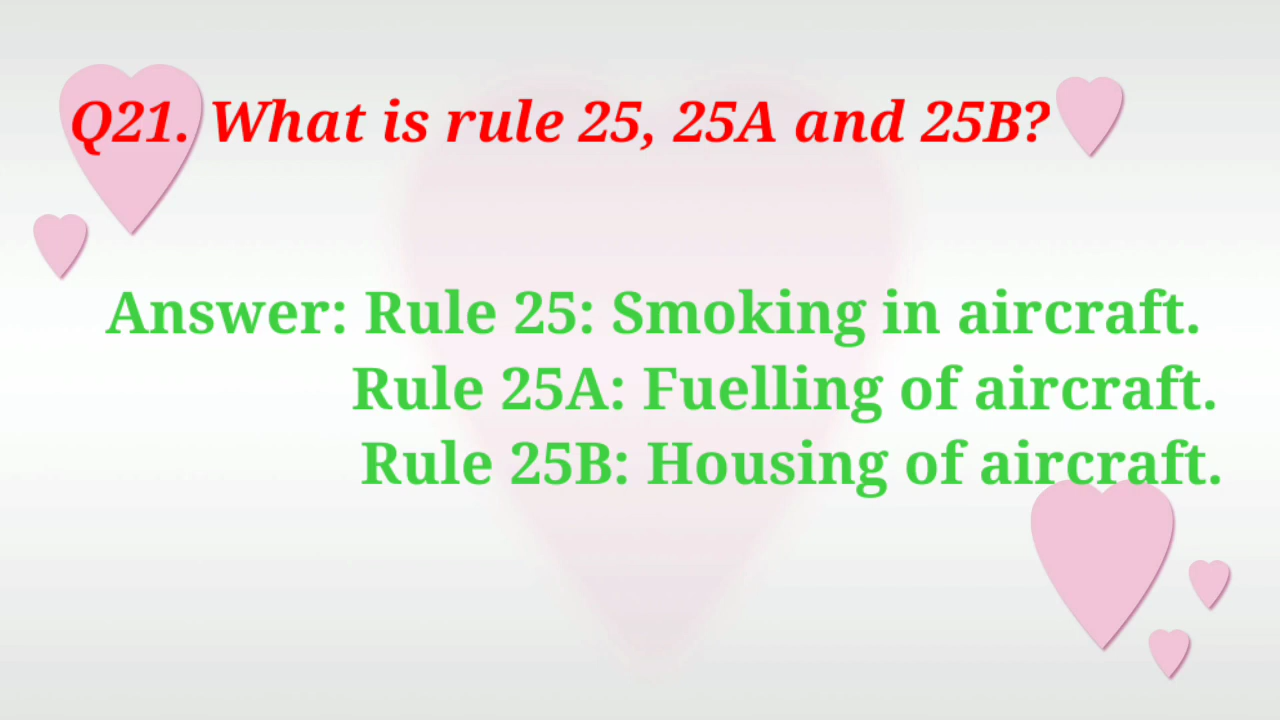 Q21. What is rule 25, 25A and 25B?
Answer: Rule 25: Smoking in aircraft.
Rule 25A: Fuelling of aircraft.
Rule 25B: Housing of aircraft.